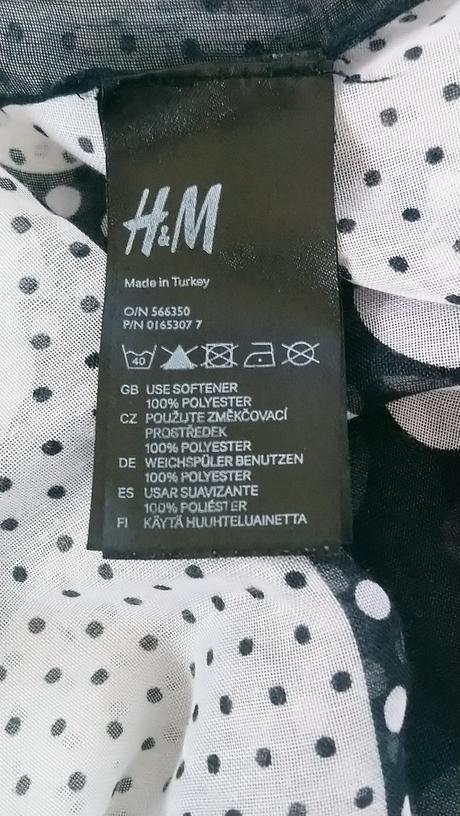 H&M
Made in Turkey
O/N 566350
P/N 0165307 7
40
GB USE SOFTENER
100% POLYESTER
CZ POUŽIJTE ZMĚKČOVACÍ
PROSTŘEDEK
100% POLYESTER
DE WEICHSPÜLER BENUTZEN
100% POLYESTER
ES USAR SUAVIZANTE
100% POLIÉSTER
FI KÄYTÄ HUUHTELUAINETTA